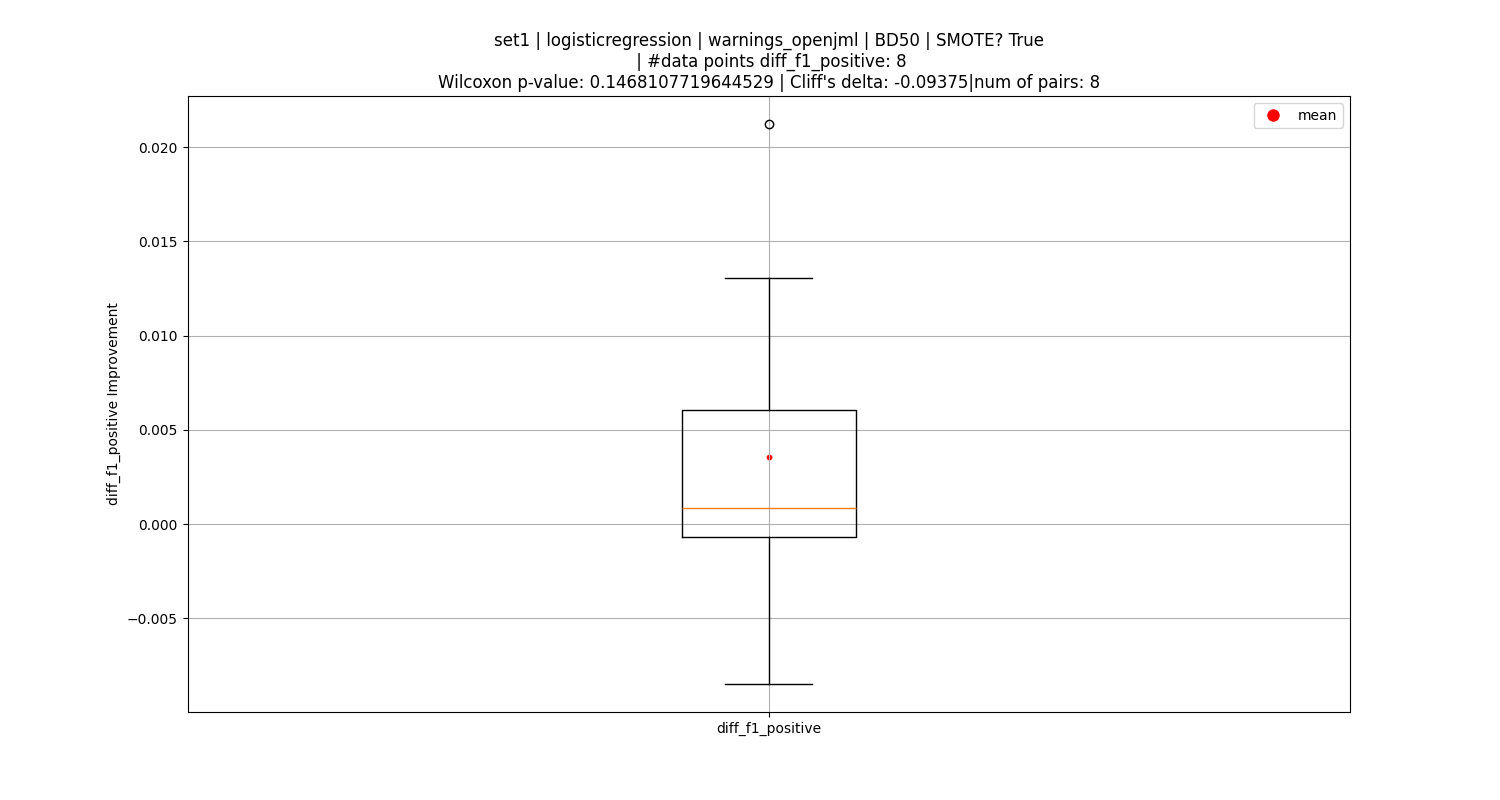 set1 | logisticregression | warnings_openjml | BD50 | SMOTE? True
| #data points diff_f1_positive: 8
Wilcoxon p-value: 0.1468107719644529 | Cliff's delta: -0.09375|num of pairs: 8
mean
0.020
0.015
0.010
0.005
0.000
−0.005
diff_f1_positive Improvement
diff_f1_positive